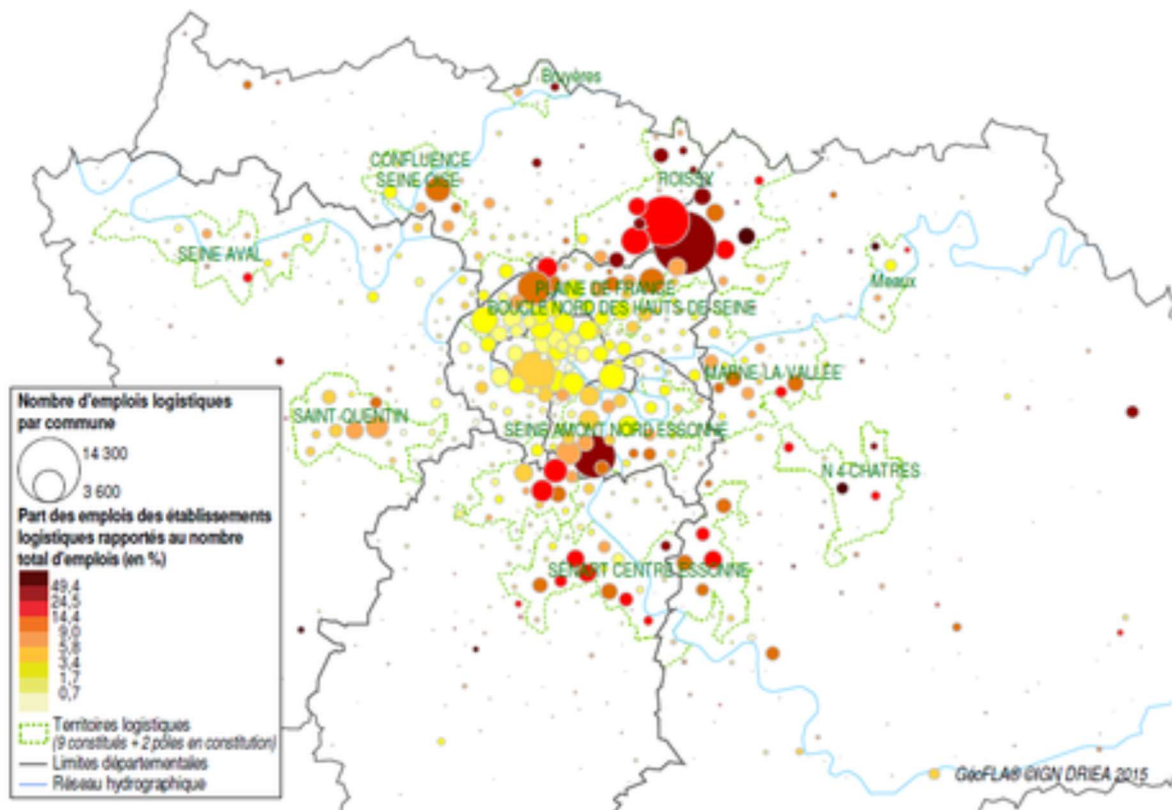 Bruyères
CONFLUENCE
SEINE OISE
ROISSY
SEINE AVAL
Meaux
PLAINE DE FRANCE
BOUCLE NORD DES HAUTS-DE-SEINE
MARNE LA VALLÉE
SAINT-QUENTIN
SEINE AMONT NORD ESSONNE
N 4 CHATRES
SÉNART CENTRE ESSONNE
Nombre d'emplois logistiques
par commune
14 300
3 600
Part des emplois des établissements
logistiques rapportés au nombre
total d'emplois (en %)
49,4
24,5
14,4
9,0
5,8
3,4
1,7
0,7
Territoires logistiques
(9 constitués + 2 pôles en constitution)
Limites départementales
Réseau hydrographique
GéoFLA® ©IGN DRIEA 2015